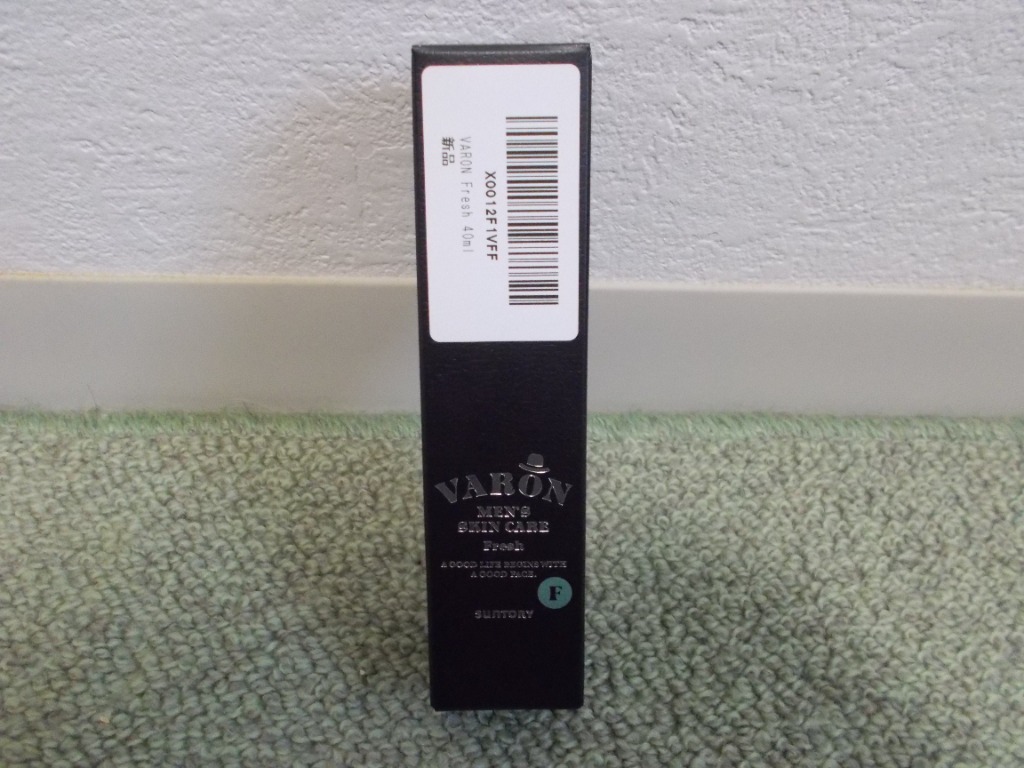 X0012F1VFF
VARON Fresh 40ml
新品
VARON
MEN'S
SKIN CARE
Fresh
A GOOD LIFE BEGINS WITH
A GOOD FACE.
F
SUNTORY